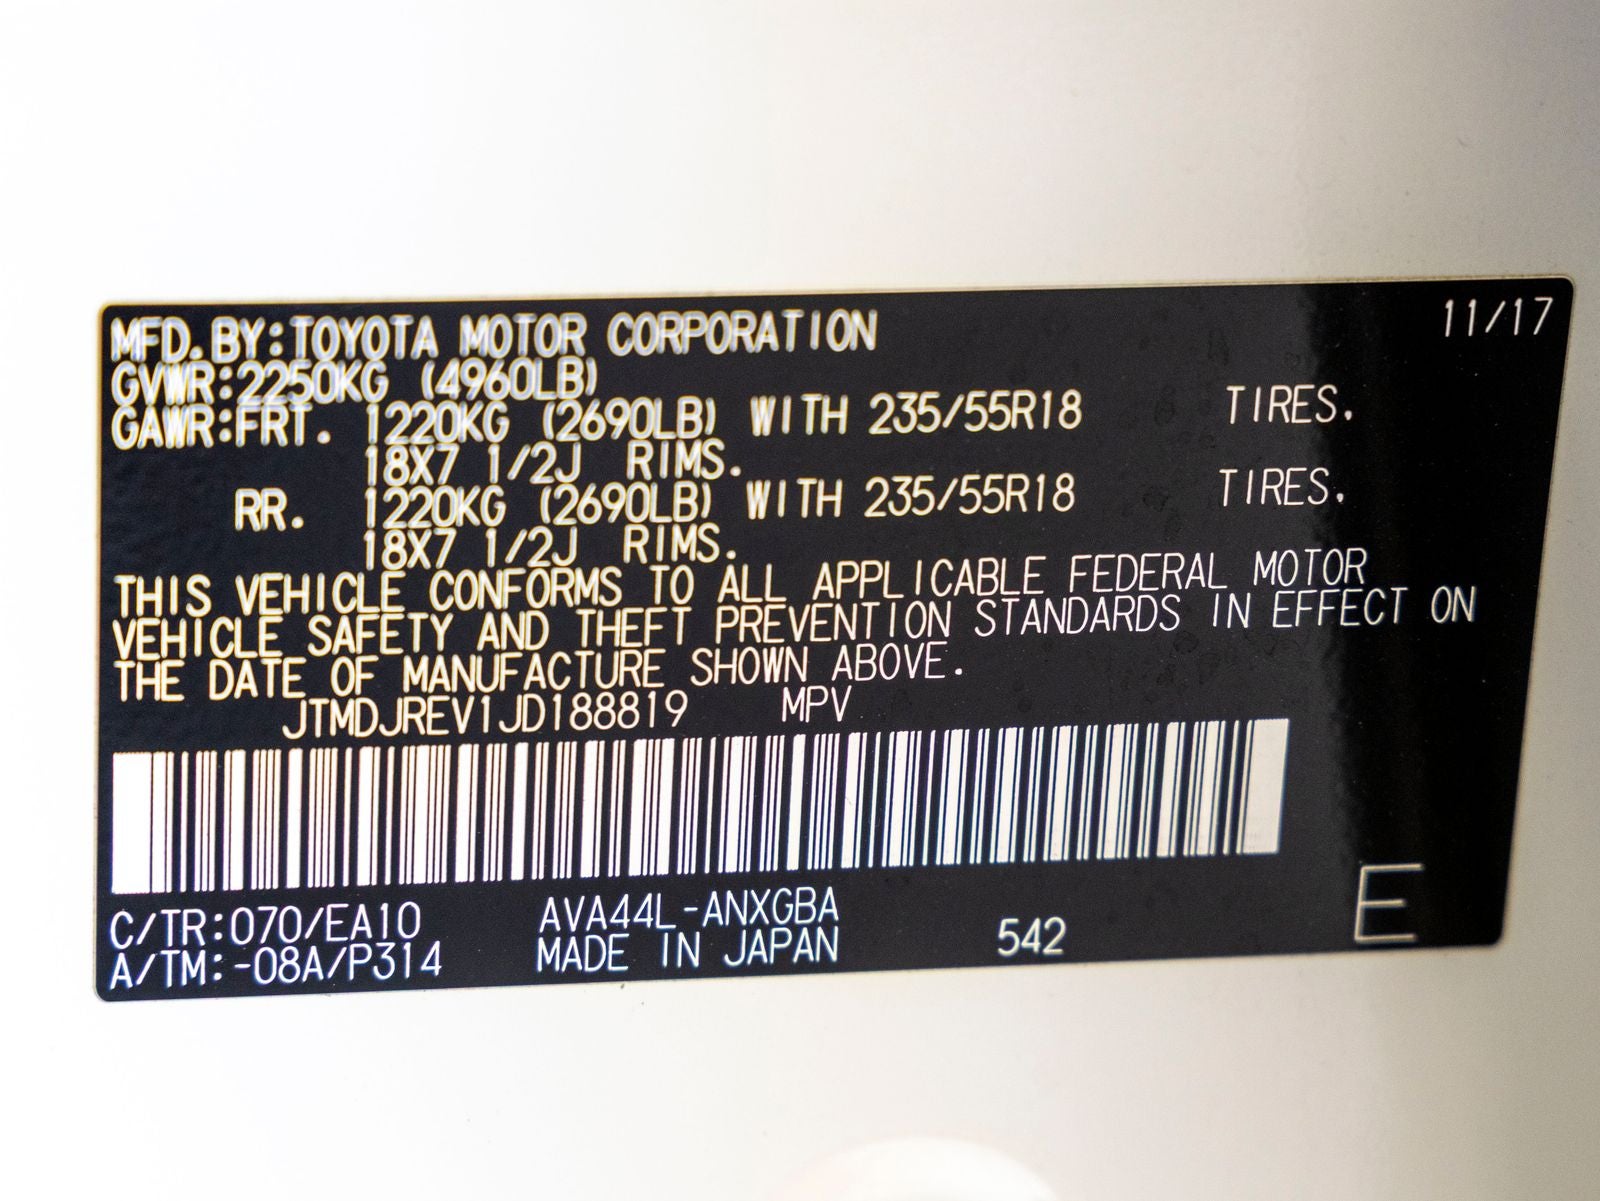 11/17
MFD.BY:TOYOTA MOTOR CORPORATION
GVWR:2250KG (4960LB)
GAWR:FRT. 1220KG (2690LB) WITH 235/55R18 TIRES.
18X7 1/2J RIMS.
RR. 1220KG (2690LB) WITH 235/55R18 TIRES.
18X7 1/2J RIMS.
THIS VEHICLE CONFORMS TO ALL APPLICABLE FEDERAL MOTOR
VEHICLE SAFETY AND THEFT PREVENTION STANDARDS IN EFFECT ON
THE DATE OF MANUFACTURE SHOWN ABOVE.
JTMDJREV1JD188819 MPV
C/TR:070/EA10 AVA44L-ANXGBA
A/TM:-08A/P314 MADE IN JAPAN 542 E